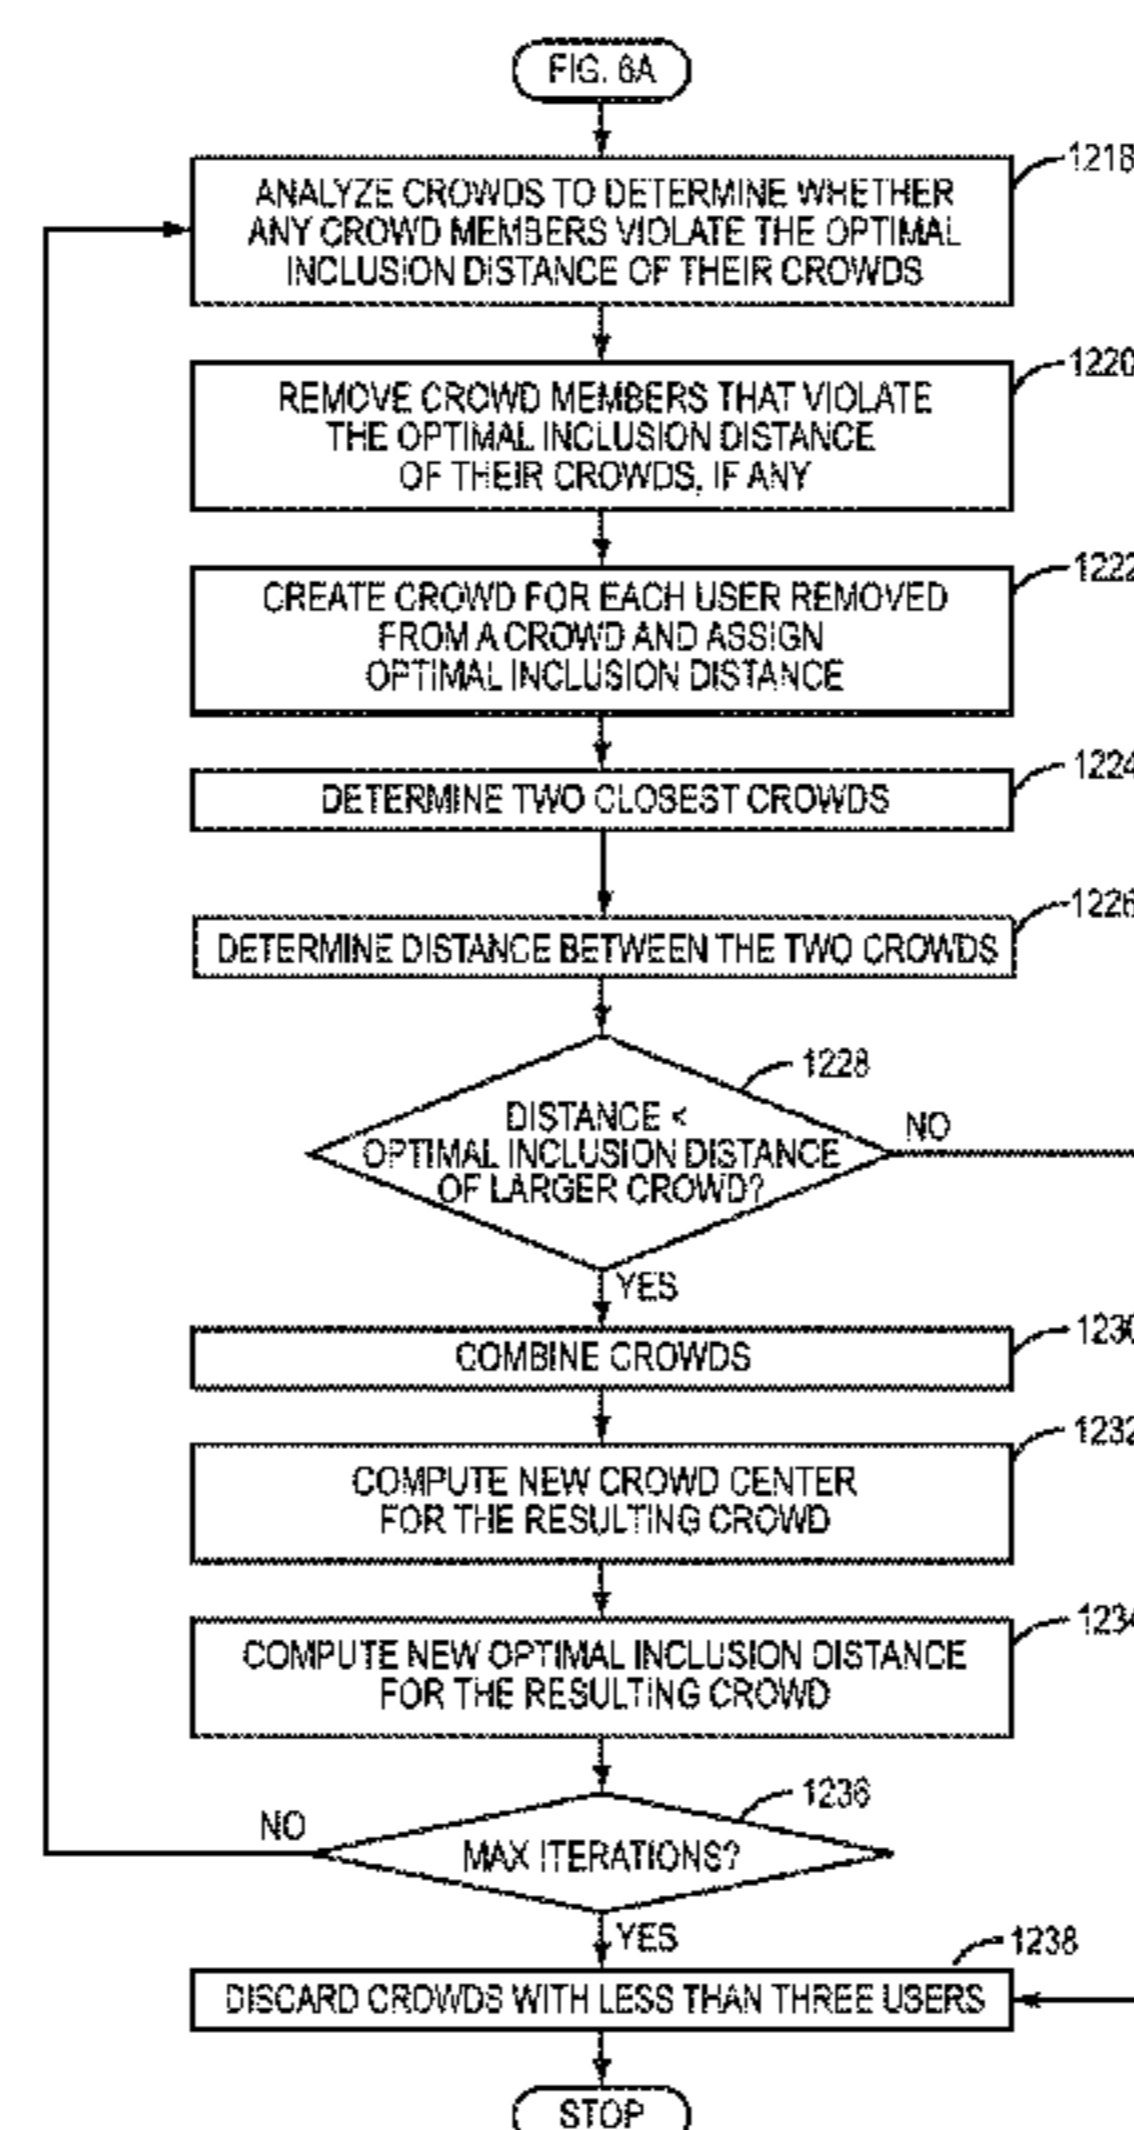 FIG. 6A
1218
ANALYZE CROWDS TO DETERMINE WHETHER
ANY CROWD MEMBERS VIOLATE THE OPTIMAL
INCLUSION DISTANCE OF THEIR CROWDS
1220
REMOVE CROWD MEMBERS THAT VIOLATE
THE OPTIMAL INCLUSION DISTANCE
OF THEIR CROWDS, IF ANY
1222
CREATE CROWD FOR EACH USER REMOVED
FROM A CROWD AND ASSIGN
OPTIMAL INCLUSION DISTANCE
1224
DETERMINE TWO CLOSEST CROWDS
1226
DETERMINE DISTANCE BETWEEN THE TWO CROWDS
1228
DISTANCE <
OPTIMAL INCLUSION DISTANCE
OF LARGER CROWD?
NO
YES
1230
COMBINE CROWDS
1232
COMPUTE NEW CROWD CENTER
FOR THE RESULTING CROWD
1234
COMPUTE NEW OPTIMAL INCLUSION DISTANCE
FOR THE RESULTING CROWD
1236
NO
MAX ITERATIONS?
YES
1238
DISCARD CROWDS WITH LESS THAN THREE USERS
STOP